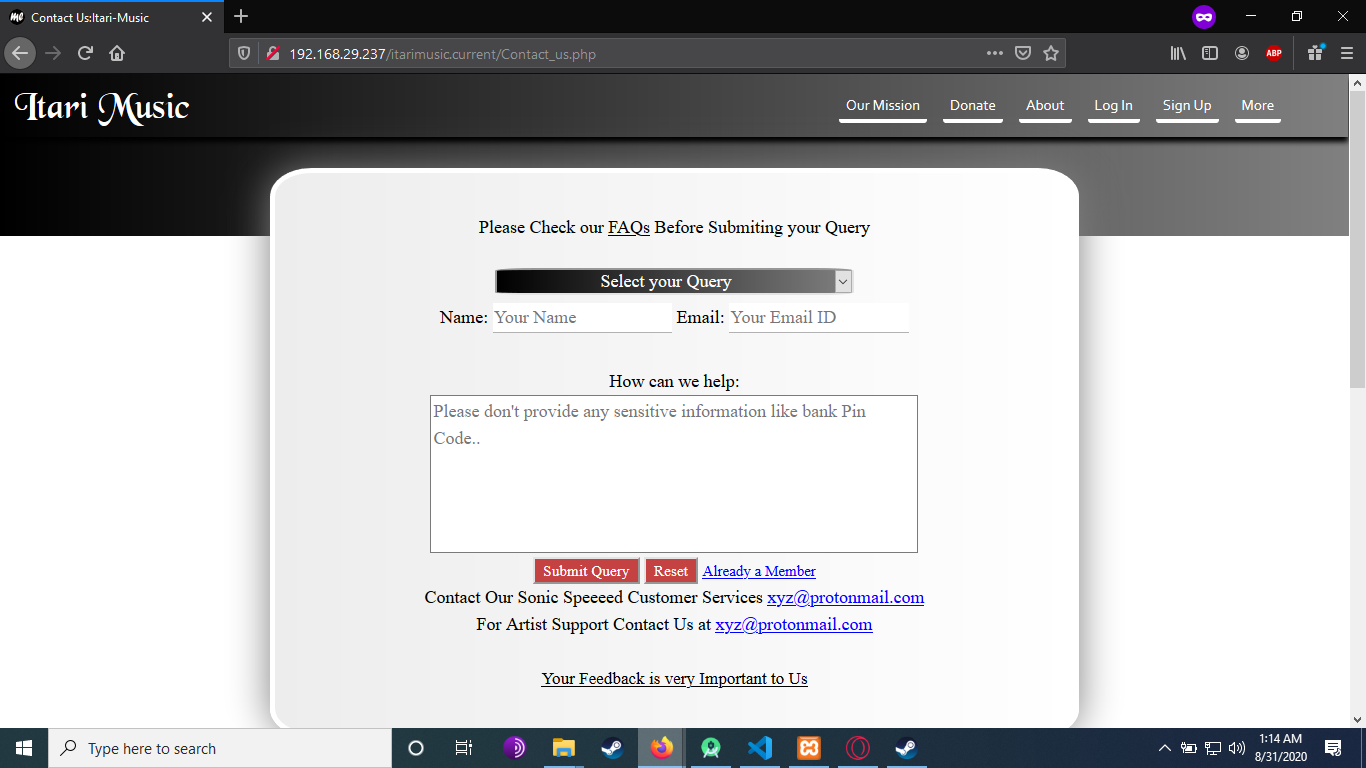 Contact Us:Itari-Music
192.168.29.237/itarimusic.current/Contact_us.php
ABP
Itari Music
Our Mission Donate About Log In Sign Up More
Please Check our FAQs Before Submiting your Query
Select your Query
Name: Your Name Email: Your Email ID
How can we help:
Please don't provide any sensitive information like bank Pin
Code..
Submit Query Reset Already a Member
Contact Our Sonic Speeeed Customer Services xyz@protonmail.com
For Artist Support Contact Us at xyz@protonmail.com
Your Feedback is very Important to Us
Type here to search
1:14 AM
8/31/2020